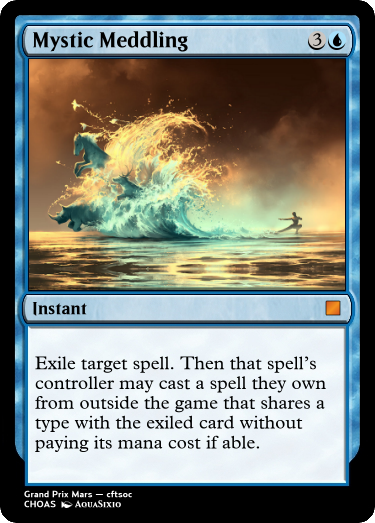 Mystic Meddling
3
Instant
Exile target spell. Then that spell's
controller may cast a spell they own
from outside the game that shares a
type with the exiled card without
paying its mana cost if able.
Grand Prix Mars — cftsoc
CHOAS AquaSixio